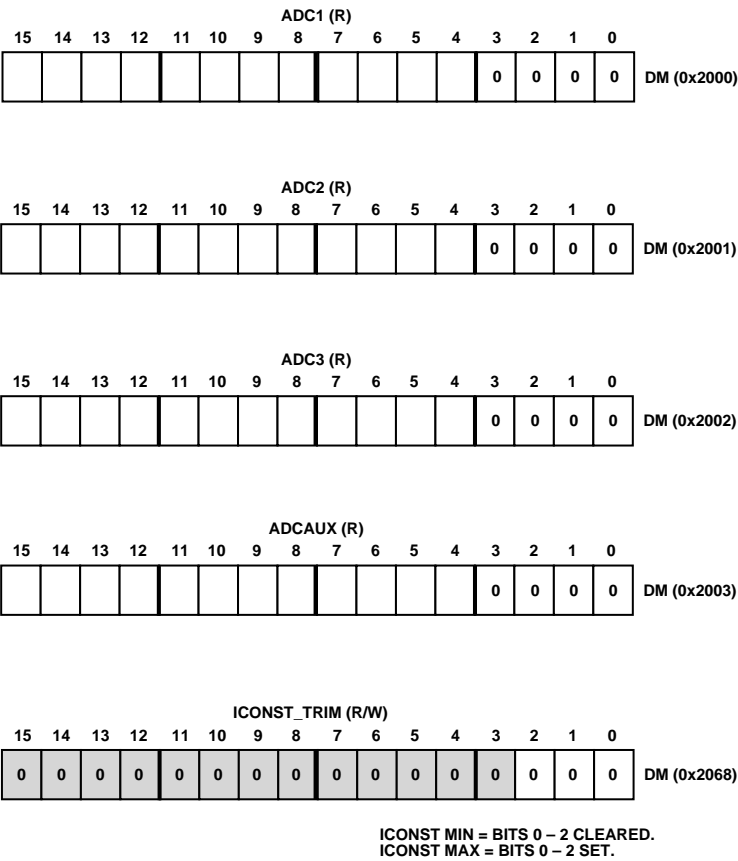 ADC1 (R)
15 14 13 12 11 10 9 8 7 6 5 4 3 2 1 0
0 0 0 0 DM (0x2000)
ADC2 (R)
15 14 13 12 11 10 9 8 7 6 5 4 3 2 1 0
0 0 0 0 DM (0x2001)
ADC3 (R)
15 14 13 12 11 10 9 8 7 6 5 4 3 2 1 0
0 0 0 0 DM (0x2002)
ADCAUX (R)
15 14 13 12 11 10 9 8 7 6 5 4 3 2 1 0
0 0 0 0 DM (0x2003)
ICONST_TRIM (R/W)
15 14 13 12 11 10 9 8 7 6 5 4 3 2 1 0
0 0 0 0 0 0 0 0 0 0 0 0 0 0 0 0 DM (0x2068)
ICONST MIN = BITS 0 – 2 CLEARED.
ICONST MAX = BITS 0 – 2 SET.